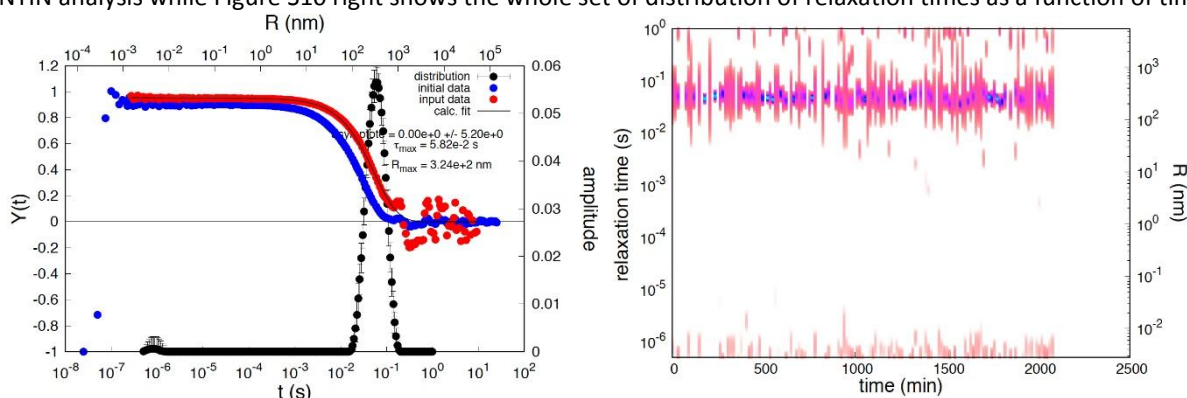 NTIN analysis while Figure S10 right shows the whole set of distribution of relaxation times as a function of tim
R (nm)
10⁻⁴ 10⁻³ 10⁻² 10⁻¹ 10⁰ 10¹ 10² 10³ 10⁴ 10⁵
1.2
1
0.8
0.6
0.4
0.2
0
-0.2
-0.4
-0.6
-0.8
-1
Y(t)
distribution
initial data
input data
calc. fit
= 0.00e+0 +/- 5.20e+0
τmax = 5.82e-2 s
Rmax = 3.24e+2 nm
0.06
0.05
0.04
0.03
0.02
0.01
0
amplitude
10⁻⁸ 10⁻⁷ 10⁻⁶ 10⁻⁵ 10⁻⁴ 10⁻³ 10⁻² 10⁻¹ 10⁰ 10¹ 10²
t (s)
10⁰
10⁻¹
10⁻²
10⁻³
10⁻⁴
10⁻⁵
10⁻⁶
relaxation time (s)
10³
10²
10¹
10⁰
10⁻¹
10⁻²
R (nm)
0 500 1000 1500 2000 2500
time (min)